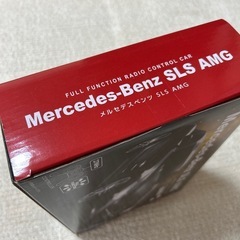 FULL FUNCTION RADIO CONTROL CAR
Mercedes-Benz SLS AMG
メルセデスベンツ SLS AMG